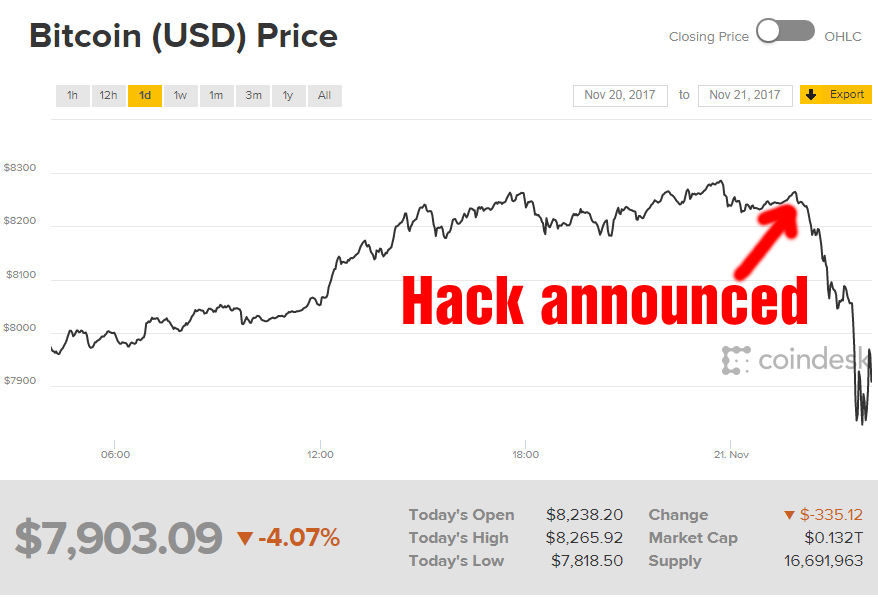 Bitcoin (USD) Price
Closing Price OHLC
1h 12h 1d 1w 1m 3m 1y All
Nov 20, 2017 to Nov 21, 2017 Export
$8300
$8200
$8100
Hack announced
$8000
coindesk
$7900
06:00 12:00 18:00 21. Nov
$7,903.09 ▼ -4.07%
Today's Open $8,238.20 Change ▼ $-335.12
Today's High $8,265.92 Market Cap $0.132T
Today's Low $7,818.50 Supply 16,691,963